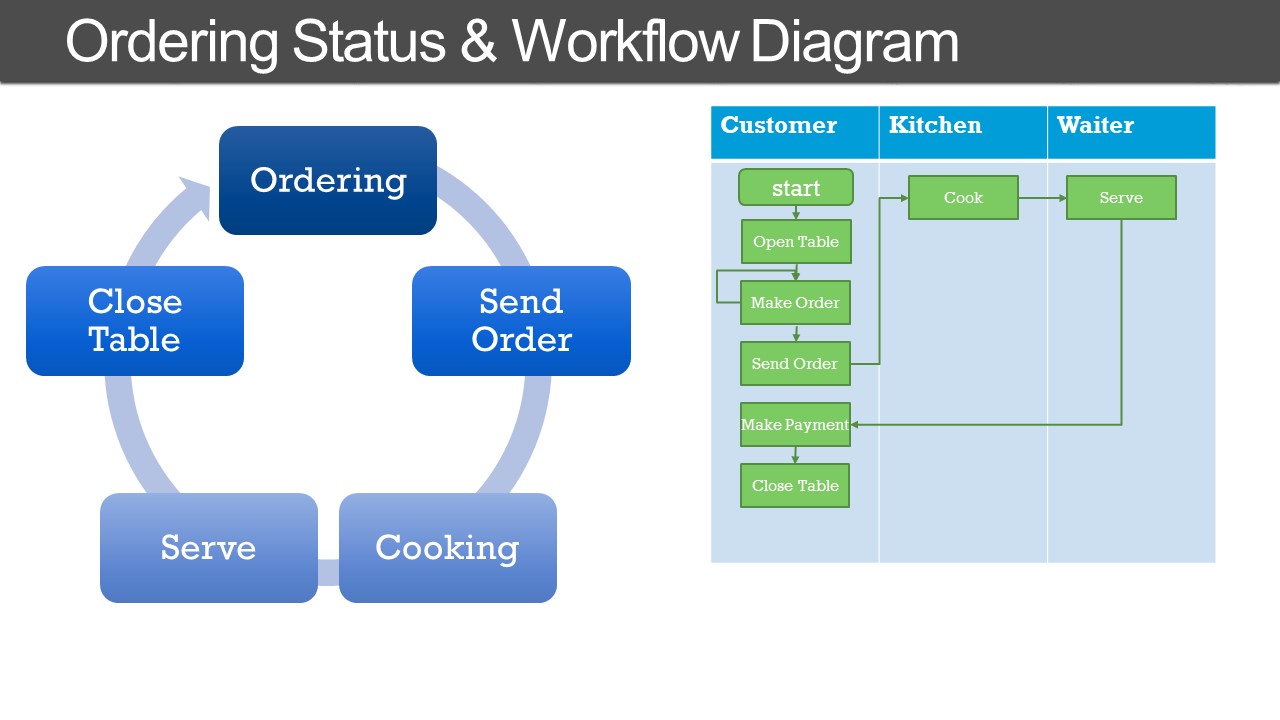 Ordering Status & Workflow Diagram
Ordering
Send
Order
Cooking
Serve
Close
Table
Customer
Kitchen
Waiter
start
Open Table
Make Order
Send Order
Make Payment
Close Table
Cook
Serve